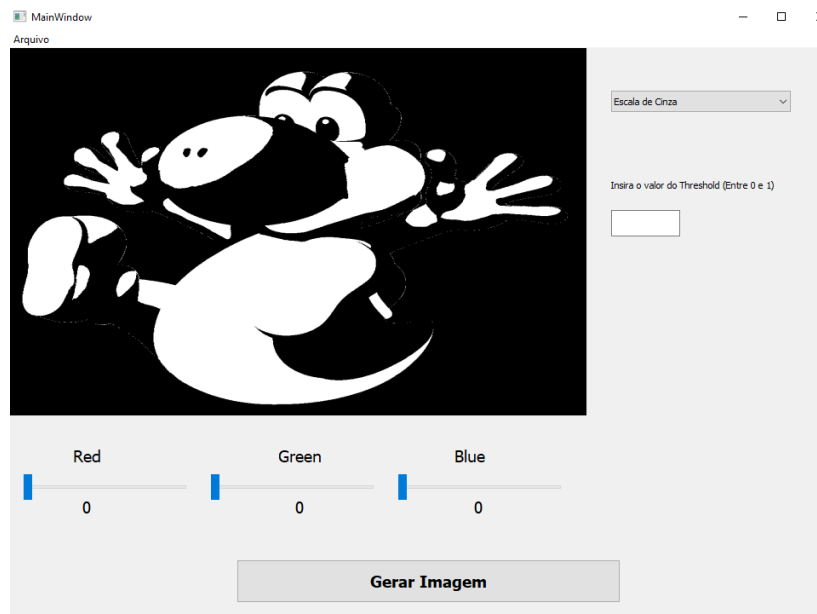 MainWindow
Arquivo
Escala de Cinza
Insira o valor do Threshold (Entre 0 e 1)
Red Green Blue
0 0 0
Gerar Imagem